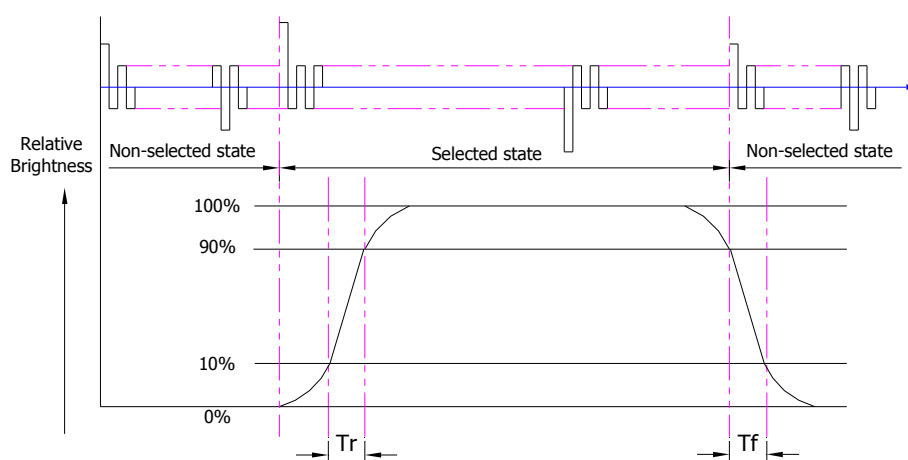 Relative
Brightness
Non-selected state
Selected state
Non-selected state
100%
90%
10%
0%
Tr
Tf